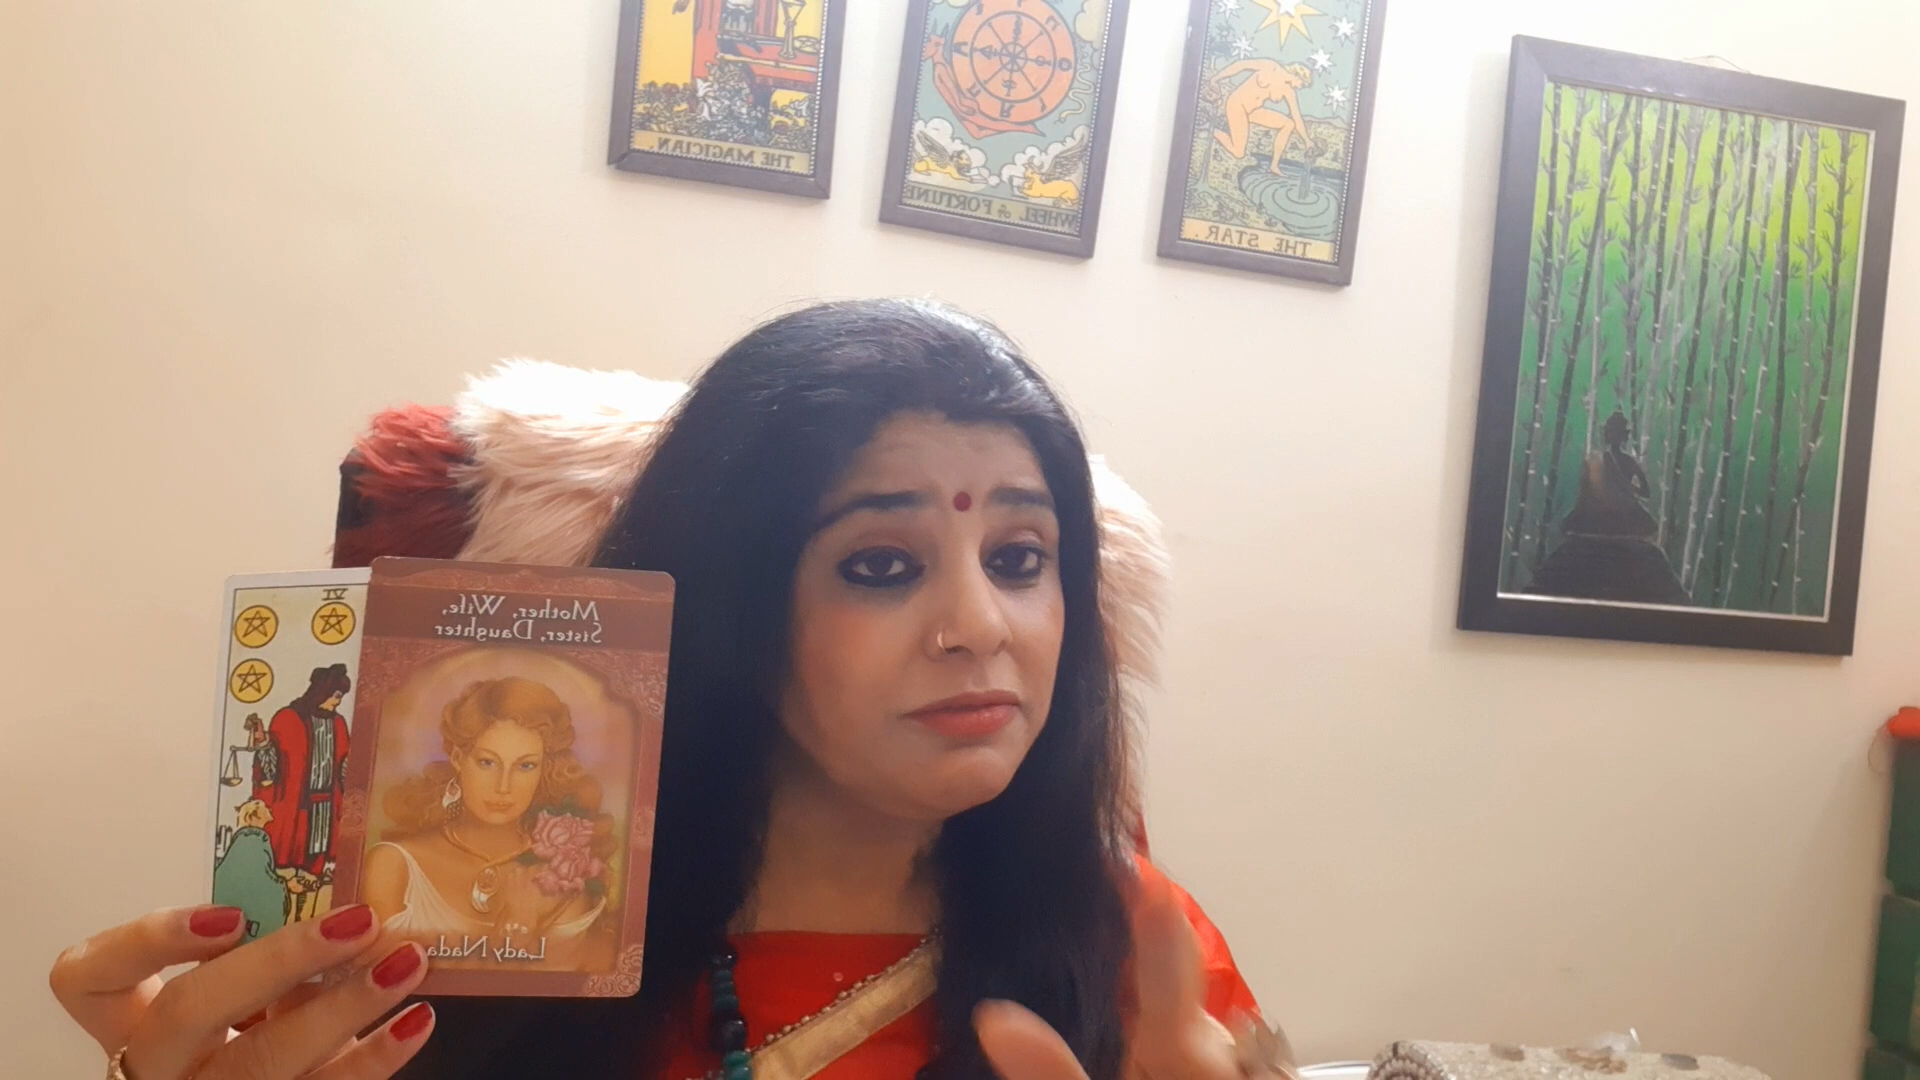 THE MAGICIAN.
WHEEL of FORTUNE
THE STAR.
VI
Mother, Wife,
Sister, Daughter
Lady Nada